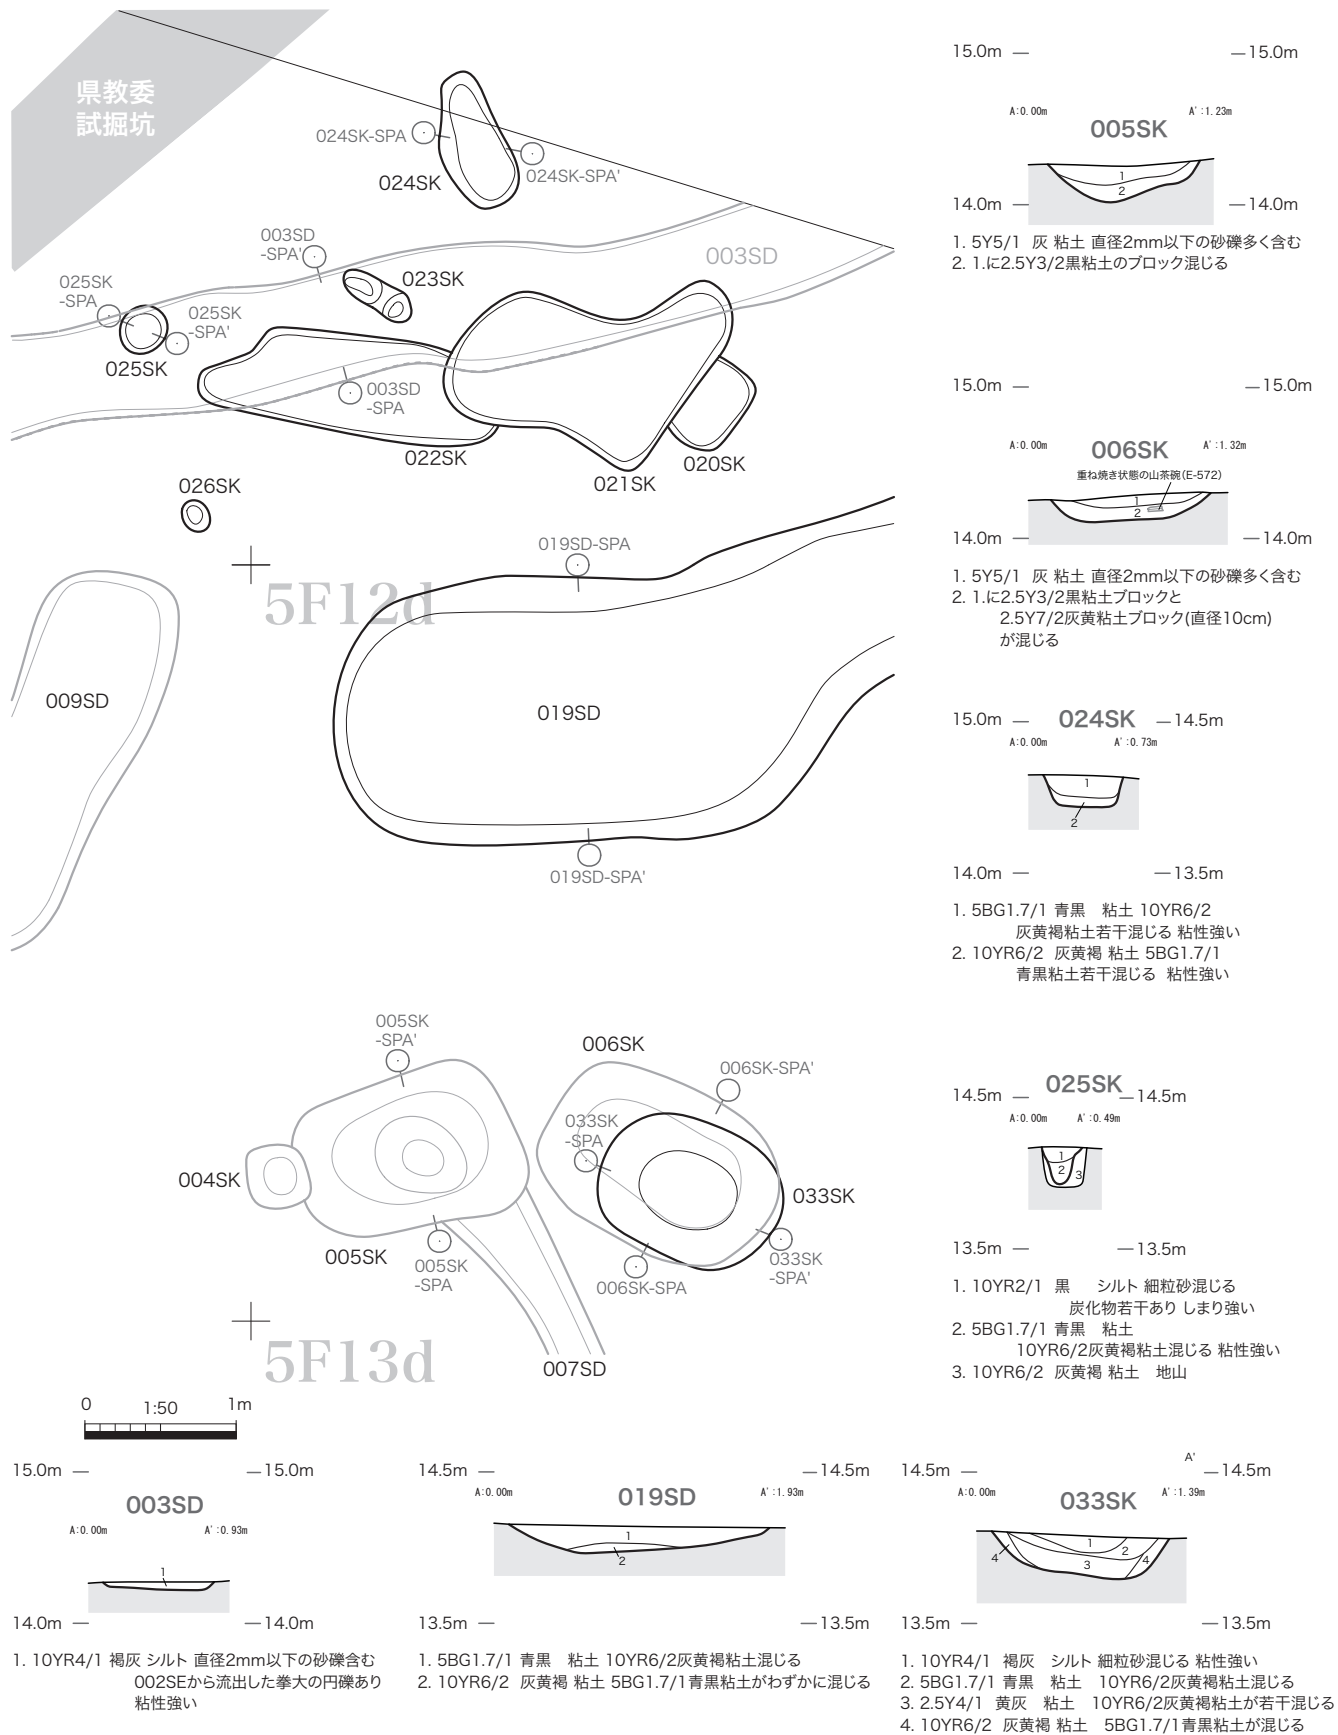 県教委
試掘坑
024SK-SPA
024SK
024SK-SPA'
003SD
003SD
-SPA'
023SK
025SK
-SPA
025SK
-SPA'
025SK
003SD
-SPA
022SK
020SK
021SK
026SK
5F12d
019SD-SPA
009SD
019SD
019SD-SPA'
005SK
-SPA'
006SK
006SK-SPA'
033SK
-SPA
004SK
033SK
005SK
005SK
-SPA
033SK
-SPA'
006SK-SPA
5F13d
007SD
0 1:50 1m
15.0m 15.0m
A:0.00m A':1.23m
005SK
1
2
14.0m 14.0m
1. 5Y5/1 灰 粘土 直径2mm以下の砂礫多く含む
2. 1.に2.5Y3/2黒粘土のブロック混じる
15.0m 15.0m
A:0.00m 006SK A':1.32m
重ね焼き状態の山茶碗(E-572)
1
2
14.0m 14.0m
1. 5Y5/1 灰 粘土 直径2mm以下の砂礫多く含む
2. 1.に2.5Y3/2黒粘土ブロックと
2.5Y7/2灰黄粘土ブロック(直径10cm)
が混じる
15.0m 024SK 14.5m
A:0.00m A':0.73m
1
2
14.0m 13.5m
1. 5BG1.7/1 青黒 粘土 10YR6/2
灰黄褐粘土若干混じる 粘性強い
2. 10YR6/2 灰黄褐 粘土 5BG1.7/1
青黒粘土若干混じる 粘性強い
14.5m 025SK 14.5m
A:0.00m A':0.49m
1
2 3
13.5m 13.5m
1. 10YR2/1 黒 シルト 細粒砂混じる
炭化物若干あり しまり強い
2. 5BG1.7/1 青黒 粘土
10YR6/2灰黄褐粘土混じる 粘性強い
3. 10YR6/2 灰黄褐 粘土 地山
15.0m 15.0m
003SD
A:0.00m A':0.93m
1
14.0m 14.0m
1. 10YR4/1 褐灰 シルト 直径2mm以下の砂礫含む
002SEから流出した拳大の円礫あり
粘性強い
14.5m 14.5m
A:0.00m 019SD A':1.93m
1
2
13.5m 13.5m
1. 5BG1.7/1 青黒 粘土 10YR6/2灰黄褐粘土混じる
2. 10YR6/2 灰黄褐 粘土 5BG1.7/1青黒粘土がわずかに混じる
A'
14.5m 14.5m
A:0.00m 033SK A':1.39m
1 2
4 3 4
13.5m 13.5m
1. 10YR4/1 褐灰 シルト 細粒砂混じる 粘性強い
2. 5BG1.7/1 青黒 粘土 10YR6/2灰黄褐粘土混じる
3. 2.5Y4/1 黄灰 粘土 10YR6/2灰黄褐粘土が若干混じる
4. 10YR6/2 灰黄褐 粘土 5BG1.7/1青黒粘土が混じる